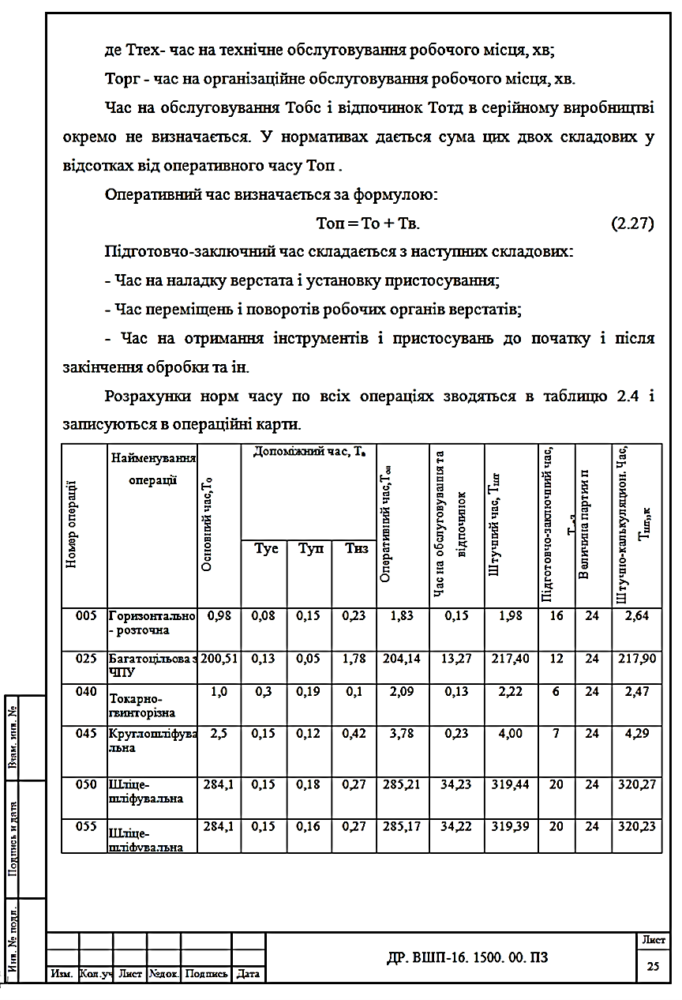 де Ттех- час на технічне обслуговування робочого місця, хв;
Торг - час на організаційне обслуговування робочого місця, хв.
Час на обслуговування Тобс і відпочинок Тотд в серійному виробництві
окремо не визначається. У нормативах дається сума цих двох складових у
відсотках від оперативного часу Топ .
Оперативний час визначається за формулою:
Топ = То + Тв. (2.27)
Підготовчо-заключний час складається з наступних складових:
- Час на наладку верстата і установку пристосування;
- Час переміщень і поворотів робочих органів верстатів;
- Час на отримання інструментів і пристосувань до початку і після
закінчення обробки та ін.
Розрахунки норм часу по всіх операціях зводяться в таблицю 2.4 і
записуються в операційні карти.
Номер операції
Найменування
операції
Основний час,То
Допоміжний час, Тв
Туе Туп Тиз
Оперативний час,Топ
Час на обслуговування та
відпочинок
Штучний час, Тшт
Підготовчо-заключний час,
Величина партии п
Штучно-калькуляцион. Час,
Тшт,к
005 Горизонтально 0,98 0,08 0,15 0,23 1,83 0,15 1,98 16 24 2,64
- розточна
025 Багатоцільова з 200,51 0,13 0,05 1,78 204,14 13,27 217,40 12 24 217,90
ЧПУ
040 Токарно- 1,0 0,3 0,19 0,1 2,09 0,13 2,22 6 24 2,47
гвинторізна
045 Круглошліфува 2,5 0,15 0,12 0,42 3,78 0,23 4,00 7 24 4,29
льна
050 Шліце- 284,1 0,15 0,18 0,27 285,21 34,23 319,44 20 24 320,27
шліфувальна
055 Шліце- 284,1 0,15 0,16 0,27 285,17 34,22 319,39 20 24 320,23
шліфувальна
Взам. инв. №
Подпись и дата
Инв. № подл.
Изм. Кол.уч Лист №док. Подпись Дата
ДР. ВШП-16. 1500. 00. ПЗ
Лист
25